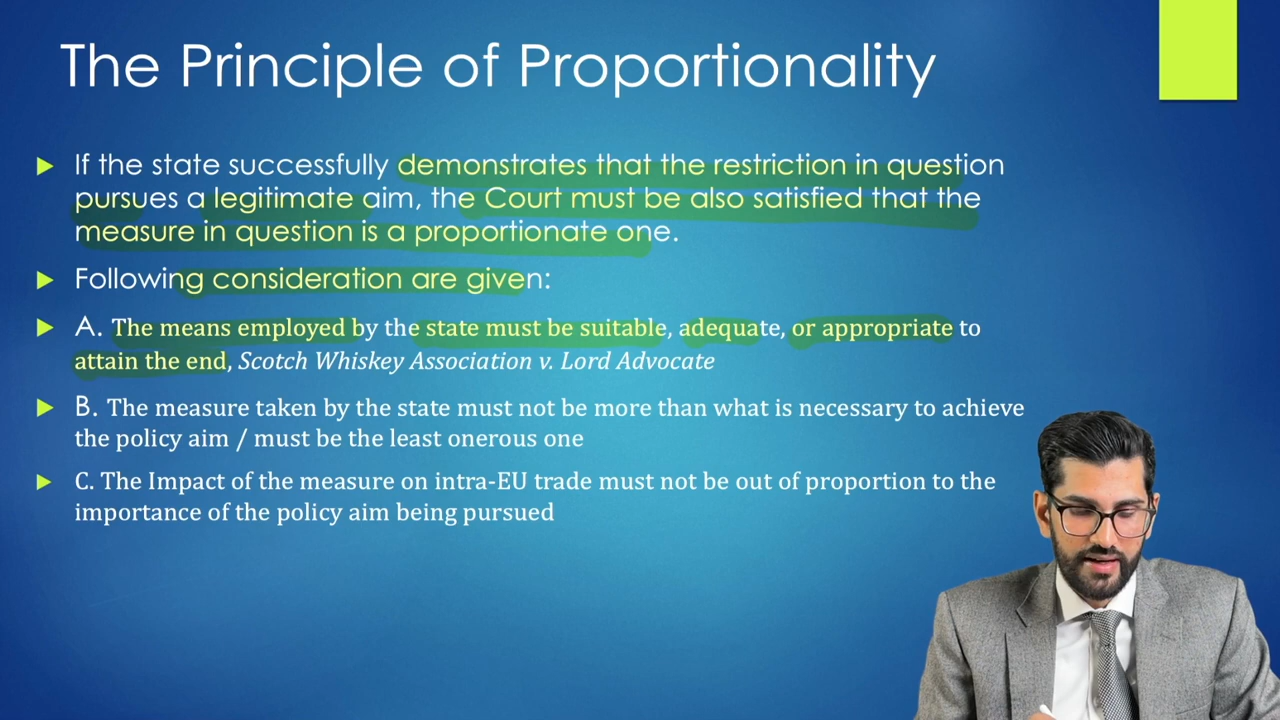 The Principle of Proportionality
If the state successfully demonstrates that the restriction in question
pursues a legitimate aim, the Court must be also satisfied that the
measure in question is a proportionate one.
Following consideration are given:
A. The means employed by the state must be suitable, adequate, or appropriate to
attain the end, Scotch Whiskey Association v. Lord Advocate
B. The measure taken by the state must not be more than what is necessary to achieve
the policy aim / must be the least onerous one
C. The Impact of the measure on intra-EU trade must not be out of proportion to the
importance of the policy aim being pursued